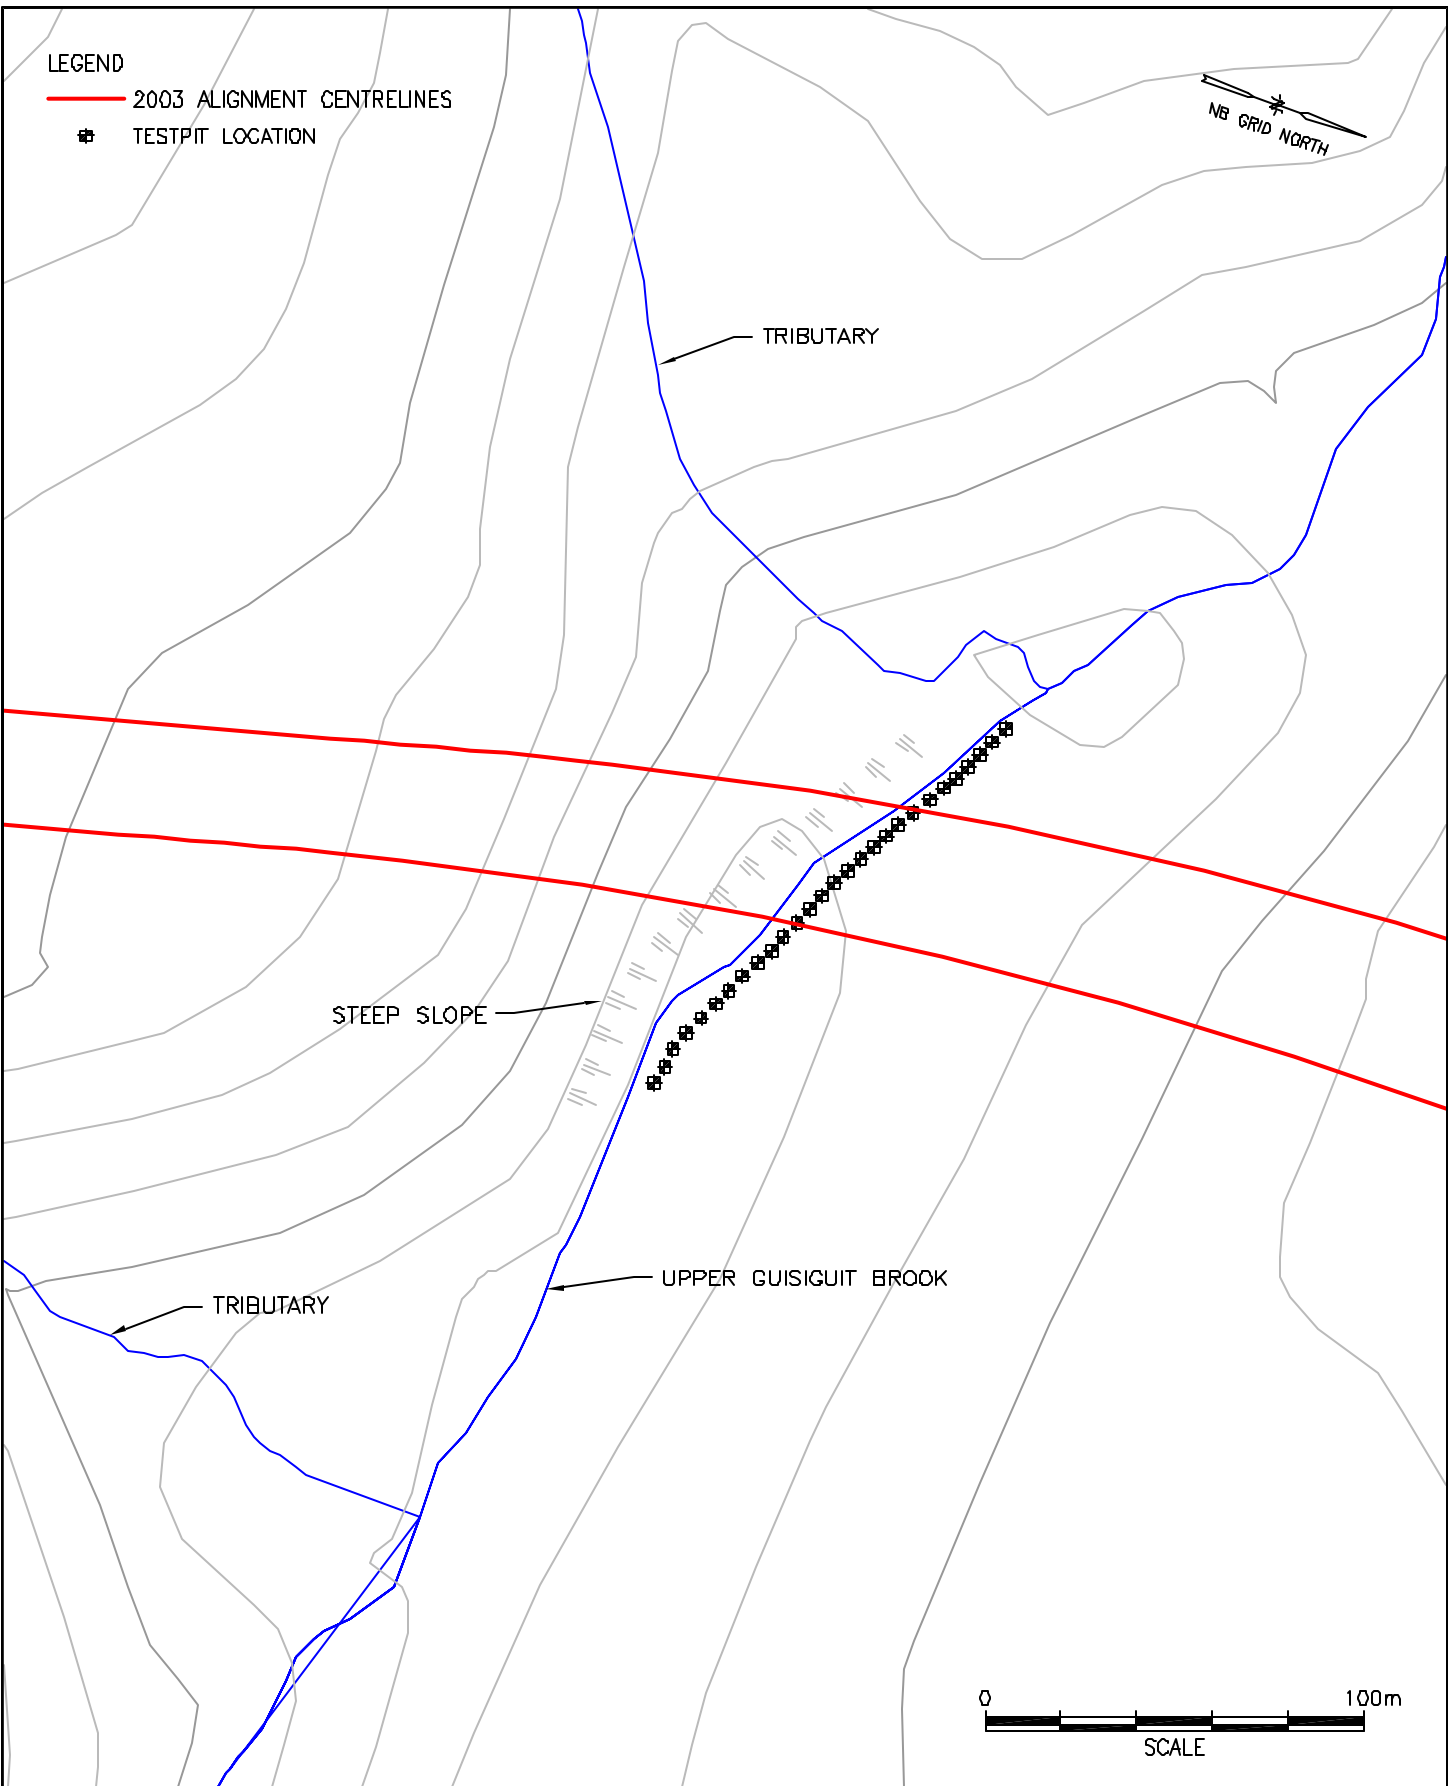 LEGEND
2003 ALIGNMENT CENTRELINES
TESTPIT LOCATION
N
NB GRID NORTH
TRIBUTARY
STEEP SLOPE
UPPER GUISIGUIT BROOK
TRIBUTARY
0 100m
SCALE